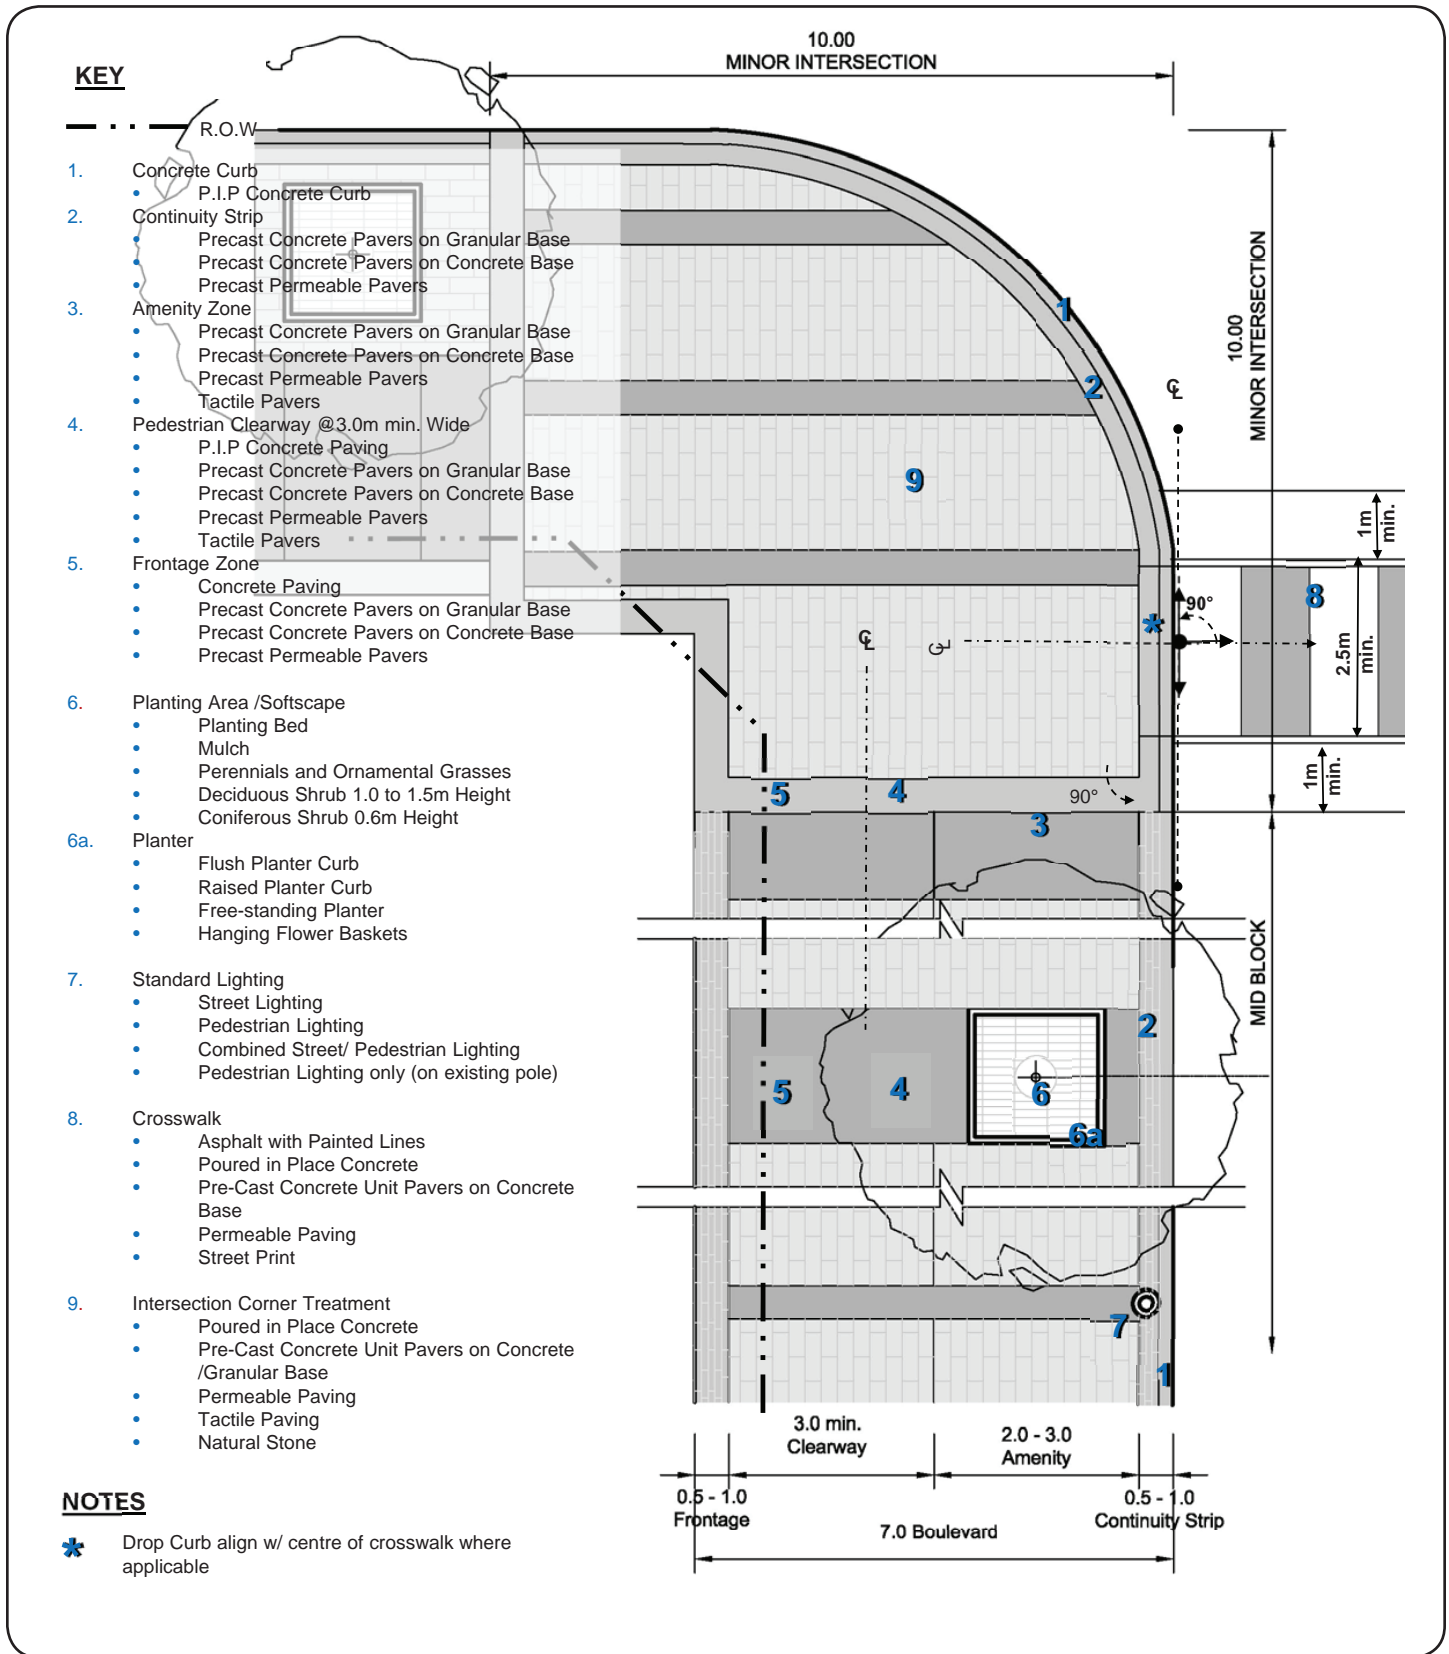 KEY
R.O.W
1. Concrete Curb
• P.I.P Concrete Curb
2. Continuity Strip
• Precast Concrete Pavers on Granular Base
• Precast Concrete Pavers on Concrete Base
• Precast Permeable Pavers
3. Amenity Zone
• Precast Concrete Pavers on Granular Base
• Precast Concrete Pavers on Concrete Base
• Precast Permeable Pavers
• Tactile Pavers
4. Pedestrian Clearway @3.0m min. Wide
• P.I.P Concrete Paving
• Precast Concrete Pavers on Granular Base
• Precast Concrete Pavers on Concrete Base
• Precast Permeable Pavers
• Tactile Pavers
5. Frontage Zone
• Concrete Paving
• Precast Concrete Pavers on Granular Base
• Precast Concrete Pavers on Concrete Base
• Precast Permeable Pavers
6. Planting Area /Softscape
• Planting Bed
• Mulch
• Perennials and Ornamental Grasses
• Deciduous Shrub 1.0 to 1.5m Height
• Coniferous Shrub 0.6m Height
6a. Planter
• Flush Planter Curb
• Raised Planter Curb
• Free-standing Planter
• Hanging Flower Baskets
7. Standard Lighting
• Street Lighting
• Pedestrian Lighting
• Combined Street/ Pedestrian Lighting
• Pedestrian Lighting only (on existing pole)
8. Crosswalk
• Asphalt with Painted Lines
• Poured in Place Concrete
• Pre-Cast Concrete Unit Pavers on Concrete
Base
• Permeable Paving
• Street Print
9. Intersection Corner Treatment
• Poured in Place Concrete
• Pre-Cast Concrete Unit Pavers on Concrete
/Granular Base
• Permeable Paving
• Tactile Paving
• Natural Stone
NOTES
* Drop Curb align w/ centre of crosswalk where
applicable
10.00
MINOR INTERSECTION
10.00
MINOR INTERSECTION
1
2
℄
9
1m
min.
8
90°
*
2.5m
min.
℄
℄
1m
min.
5
4
90°
3
MID BLOCK
2
5
4
6
6a
7
1
3.0 min.
Clearway
2.0 - 3.0
Amenity
0.5 - 1.0
Frontage
0.5 - 1.0
Continuity Strip
7.0 Boulevard